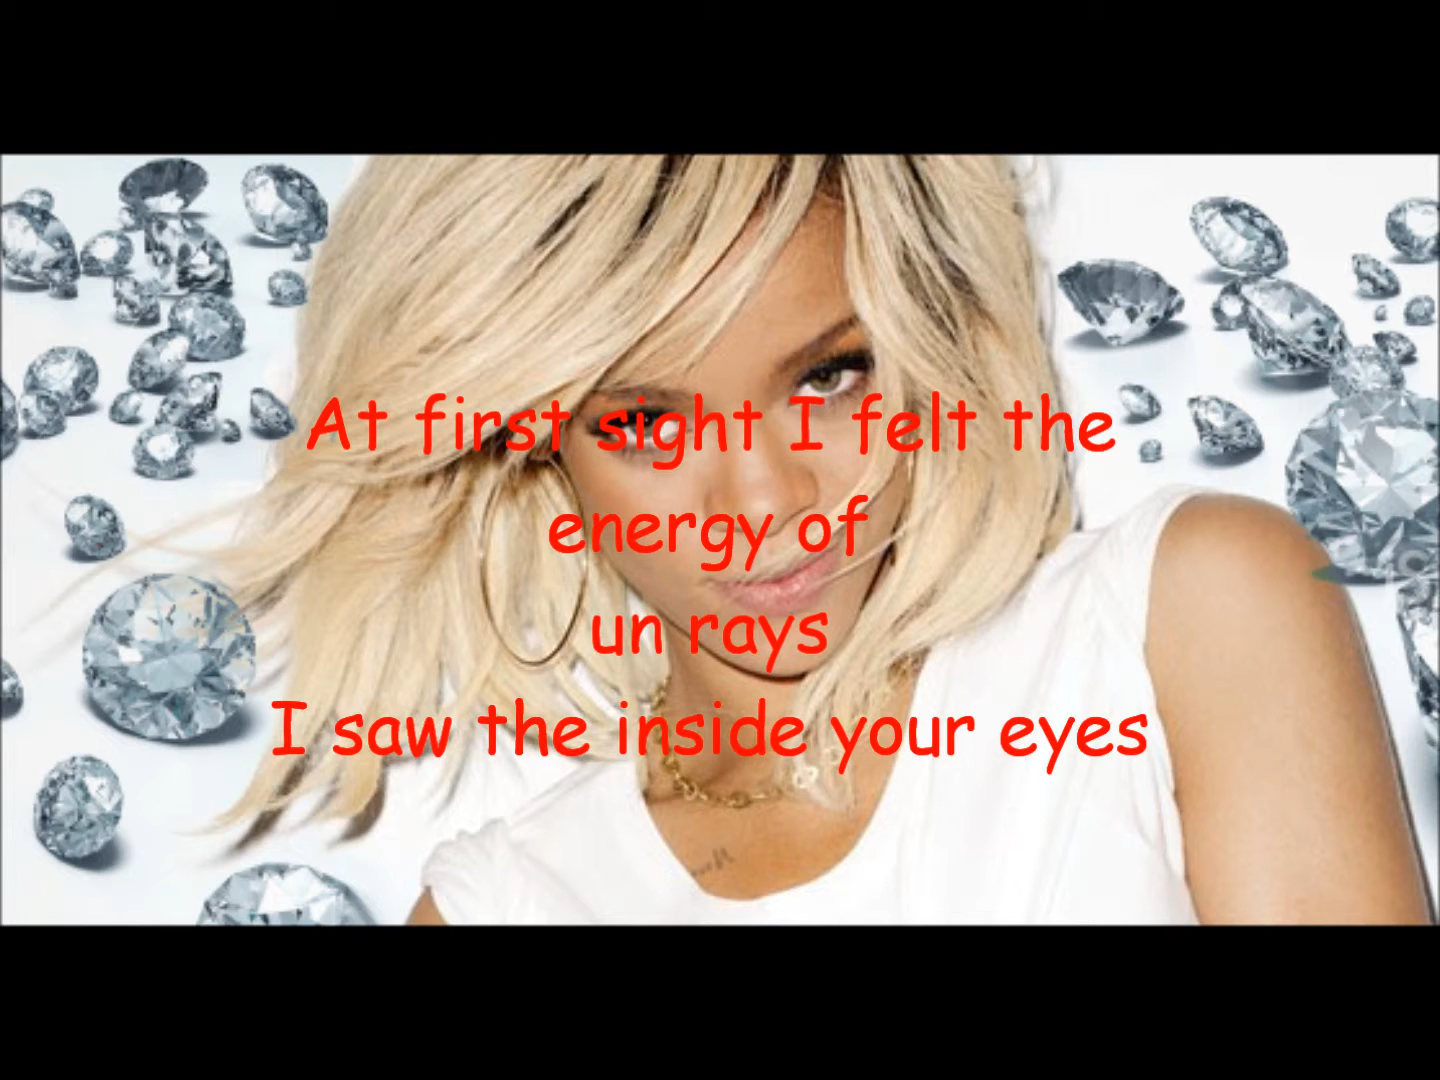 At first sight I felt the
energy of
un rays
I saw the inside your eyes